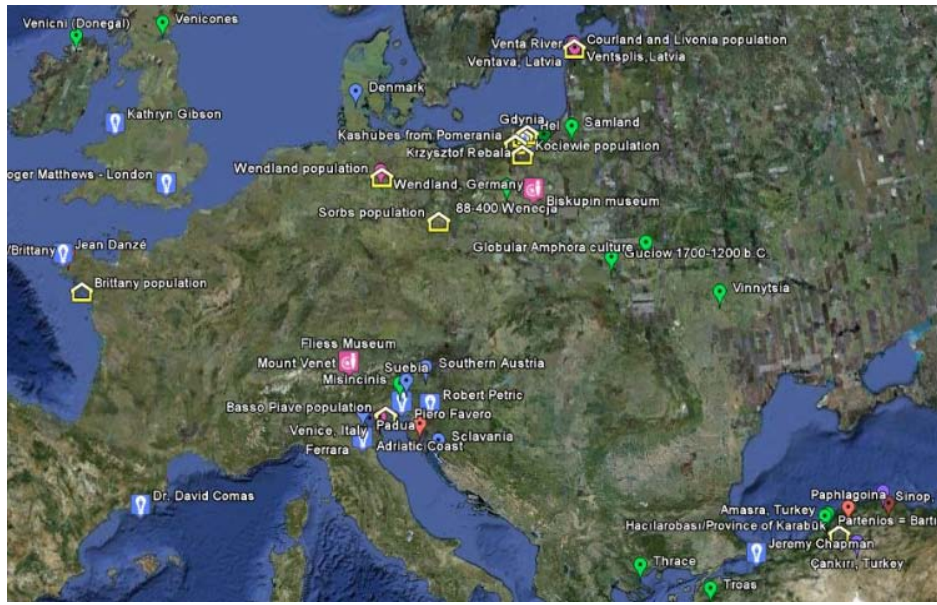 Venicni (Donegal)
Venicones
Venta River
Courland and Livonia population
Ventava, Latvia
Ventsplis,Latvia
Denmark
Kathryn Gibson
Gdynia
Hel
Samland
Kashubes from Pomerania
Kociewie population
Krzysztof Rebala
Wendland population
Wendland, Germany
oger Matthews - London
88-400 Wenecja
Biskupin museum
Sorbs population
/Brittany
Jean Danzé
Globular Amphora culture
Guciow 1700-1200 b.C.
Brittany population
Vinnytsia
Fliess Museum
Mount Venet
Suebia
Southern Austria
Misincinis
Robert Petric
Basso Piave population
Piero Favero
Venice, Italy
Padua
Sclavania
Ferrara
Adriatic Coast
Dr. David Comas
Paphlagoina
Sinop,
Amasra, Turkey
Partenios = Barti
Hacılarobası/Province of Karabük
Jeremy Chapman
Çankırı, Turkey
Thrace
Troas